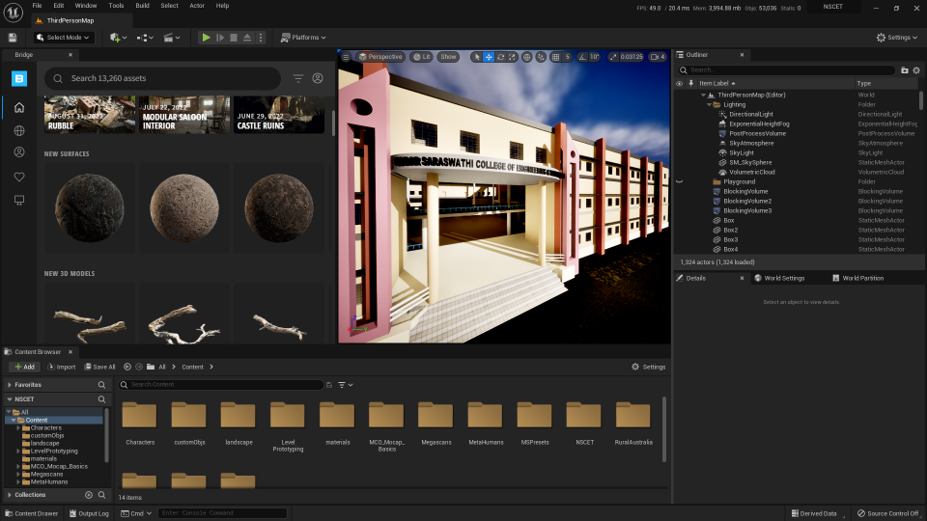 File Edit Window Tools Build Select Actor Help
FPS: 49.0 / 20.4 ms Mem: 3,994.88 mb Objs: 53,036 Stalls: 0
NSCET
ThirdPersonMap
Select Mode
Platforms
Settings
Bridge
Search 13,260 assets
AUGUST 11, 2022
RUBBLE
JULY 22, 2022
MODULAR SALOON
INTERIOR
JUNE 29, 2022
CASTLE RUINS
NEW SURFACES
NEW 3D MODELS
Perspective Lit Show
5 10° 0.03125 4
SARASWATHI COLLEGE OF
Outliner
Search...
Item Label Type
ThirdPersonMap (Editor) World
Lighting Folder
DirectionalLight DirectionalLight
ExponentialHeightFog ExponentialHeightFog
PostProcessVolume PostProcessVolume
SkyAtmosphere SkyAtmosphere
SkyLight SkyLight
SM_SkySphere StaticMeshActor
VolumetricCloud VolumetricCloud
Playground Folder
BlockingVolume BlockingVolume
BlockingVolume2 BlockingVolume
BlockingVolume3 BlockingVolume
Box StaticMeshActor
Box2 StaticMeshActor
Box3 StaticMeshActor
Box4 StaticMeshActor
1,324 actors (1,324 loaded)
Details World Settings World Partition
Select an object to view details.
Content Browser
Add Import Save All All Content Settings
Favorites
NSCET
All
Content
Characters
customObjs
landscape
LevelPrototyping
materials
MCO_Mocap_Basics
Megascans
MetaHumans
Collections
Search Content
Characters
customObjs
landscape
Level
Prototyping
materials
MCO_Mocap_
Basics
Megascans
MetaHumans
MSPresets
NSCET
RuralAustralia
14 items
Content Drawer Output Log Cmd Enter Console Command
Derived Data Source Control Off